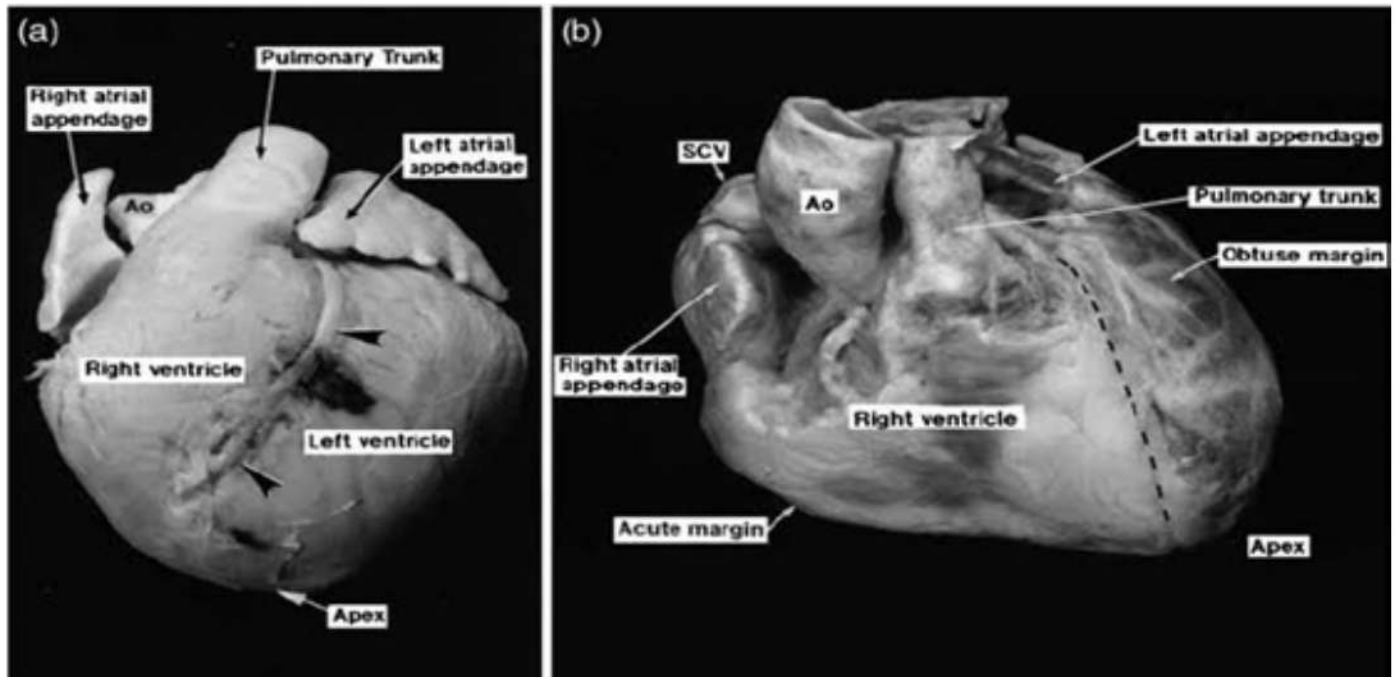 (a)
Pulmonary Trunk
Right atrial
appendage
Left atrial
appendage
Ao
Right ventricle
Left ventricle
Apex
(b)
SCV
Left atrial appendage
Ao
Pulmonary trunk
Obtuse margin
Right atrial
appendago
Right ventricle
Acute margin
Apex